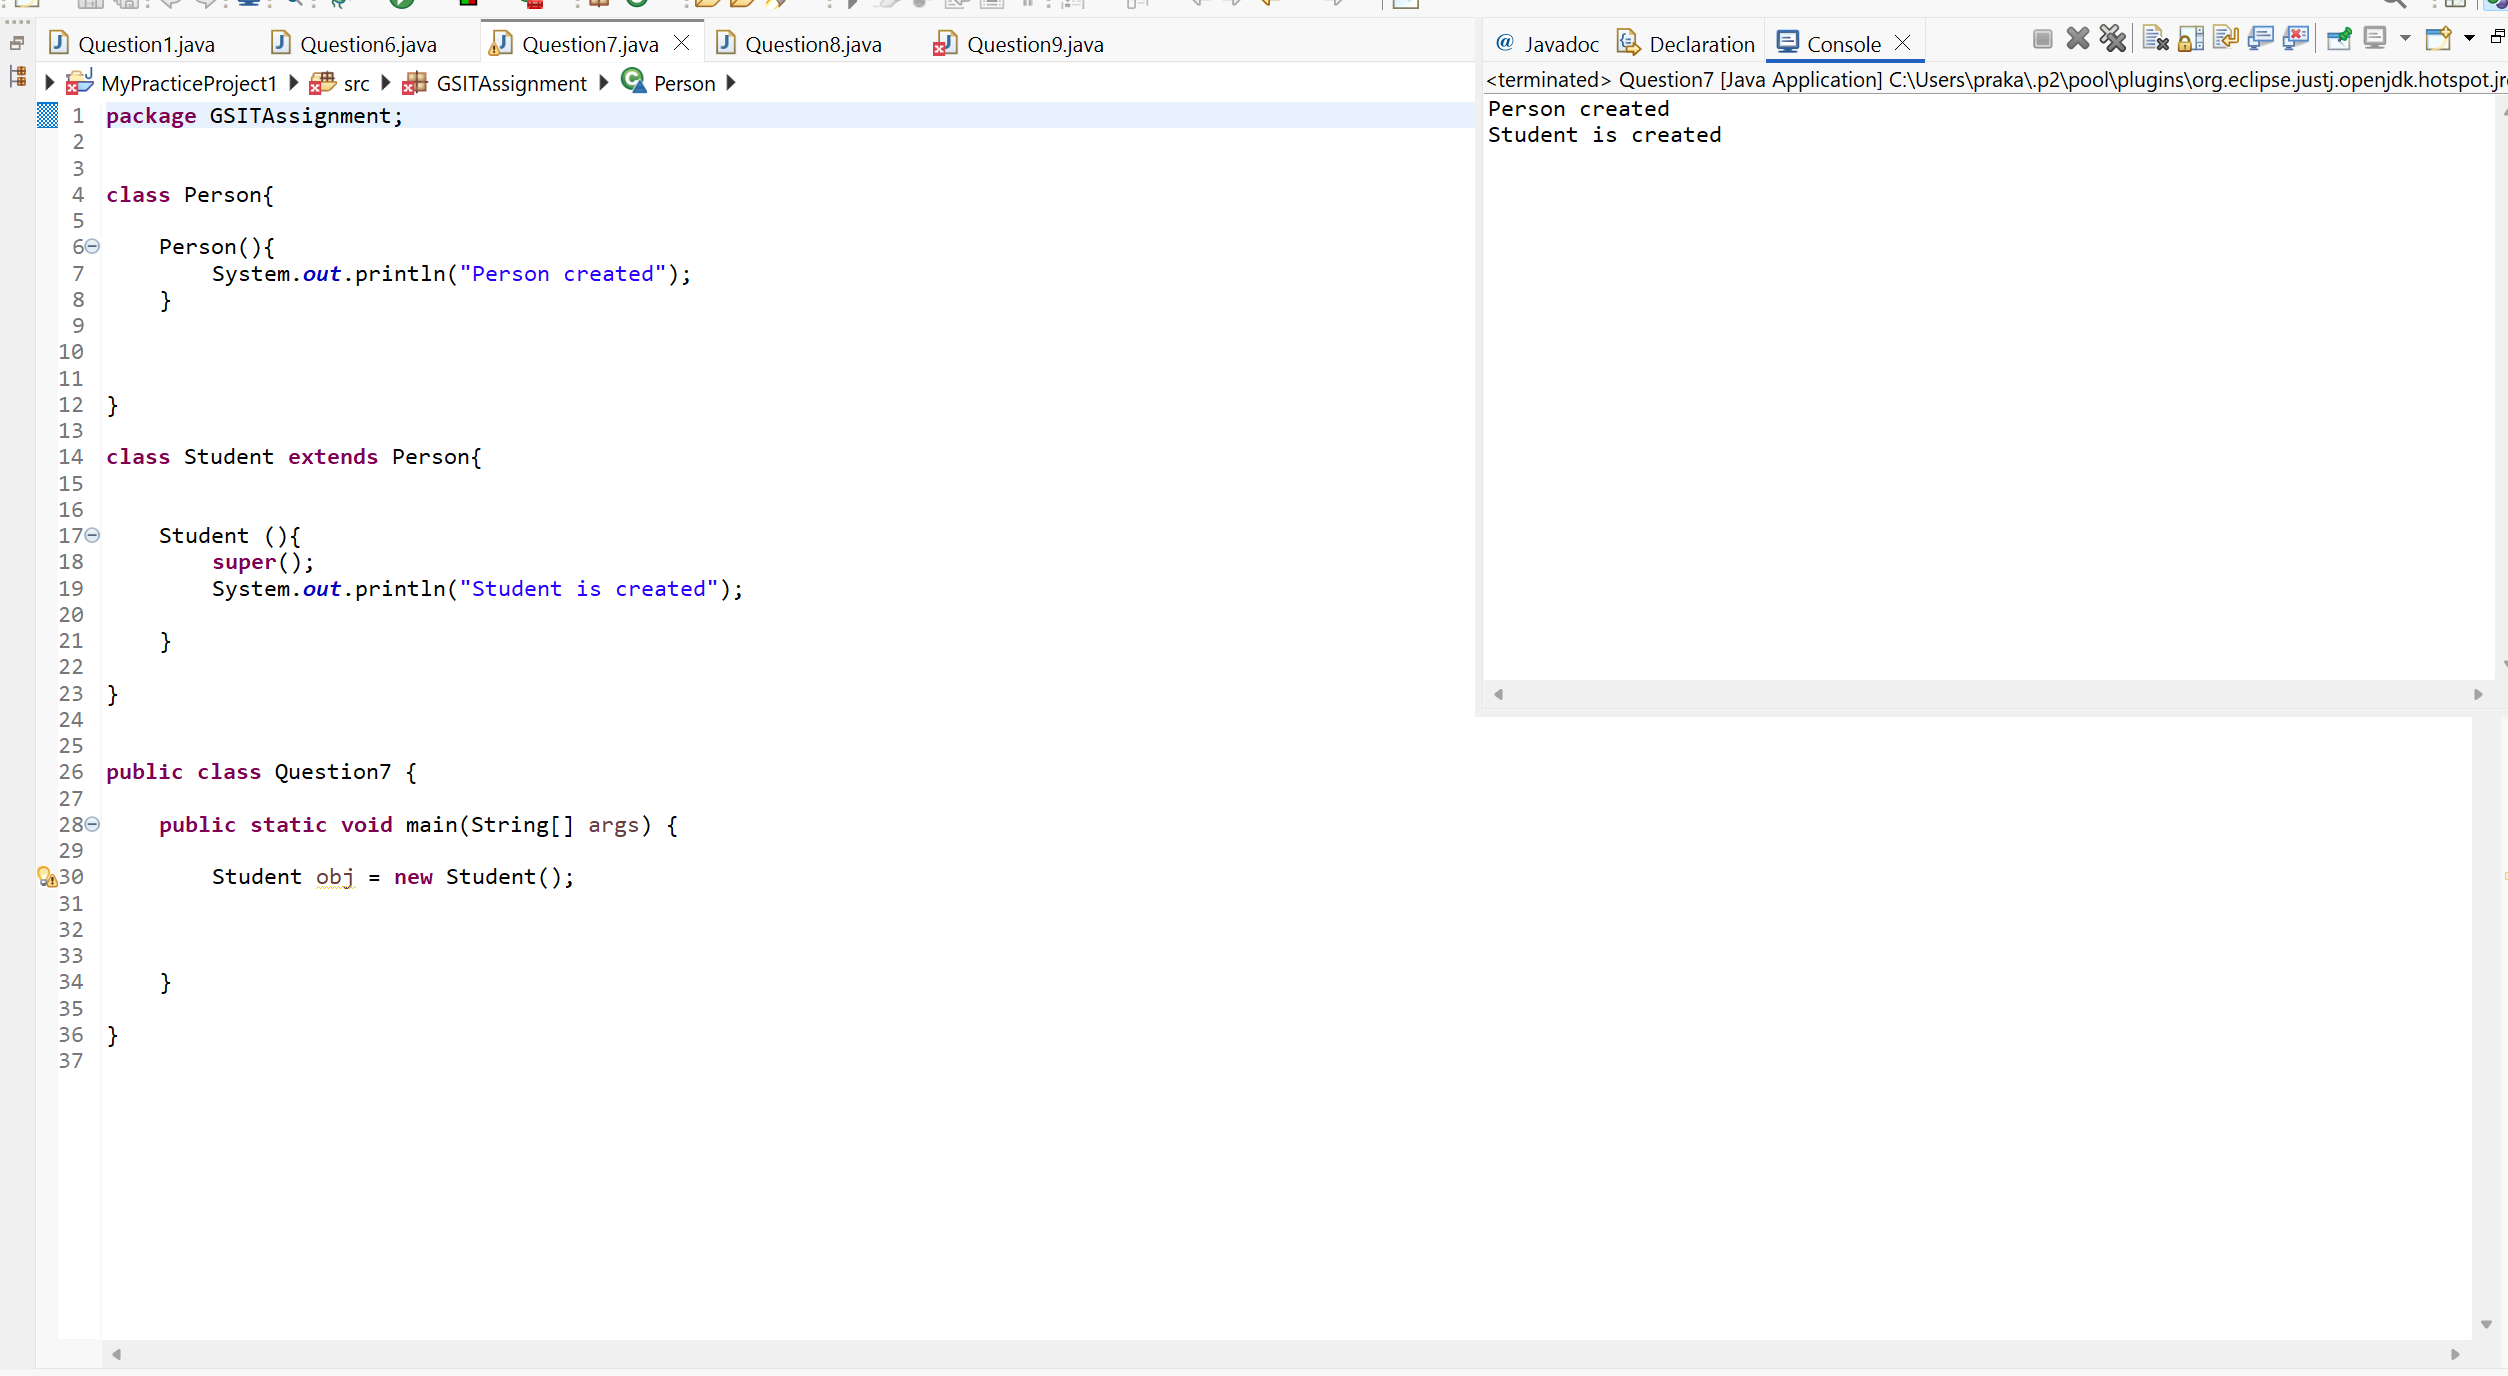 Question1.java Question6.java Question7.java Question8.java Question9.java
MyPracticeProject1 src GSITAssignment Person
1 package GSITAssignment;
2
3
4 class Person{
5
6 Person(){
7 System.out.println("Person created");
8 }
9
10
11
12 }
13
14 class Student extends Person{
15
16
17 Student (){
18 super();
19 System.out.println("Student is created");
20
21 }
22
23 }
24
25
26 public class Question7 {
27
28 public static void main(String[] args) {
29
30 Student obj = new Student();
31
32
33
34 }
35
36 }
37
@ Javadoc Declaration Console
<terminated> Question7 [Java Application] C:\Users\praka\.p2\pool\plugins\org.eclipse.justj.openjdk.hotspot.jre
Person created
Student is created